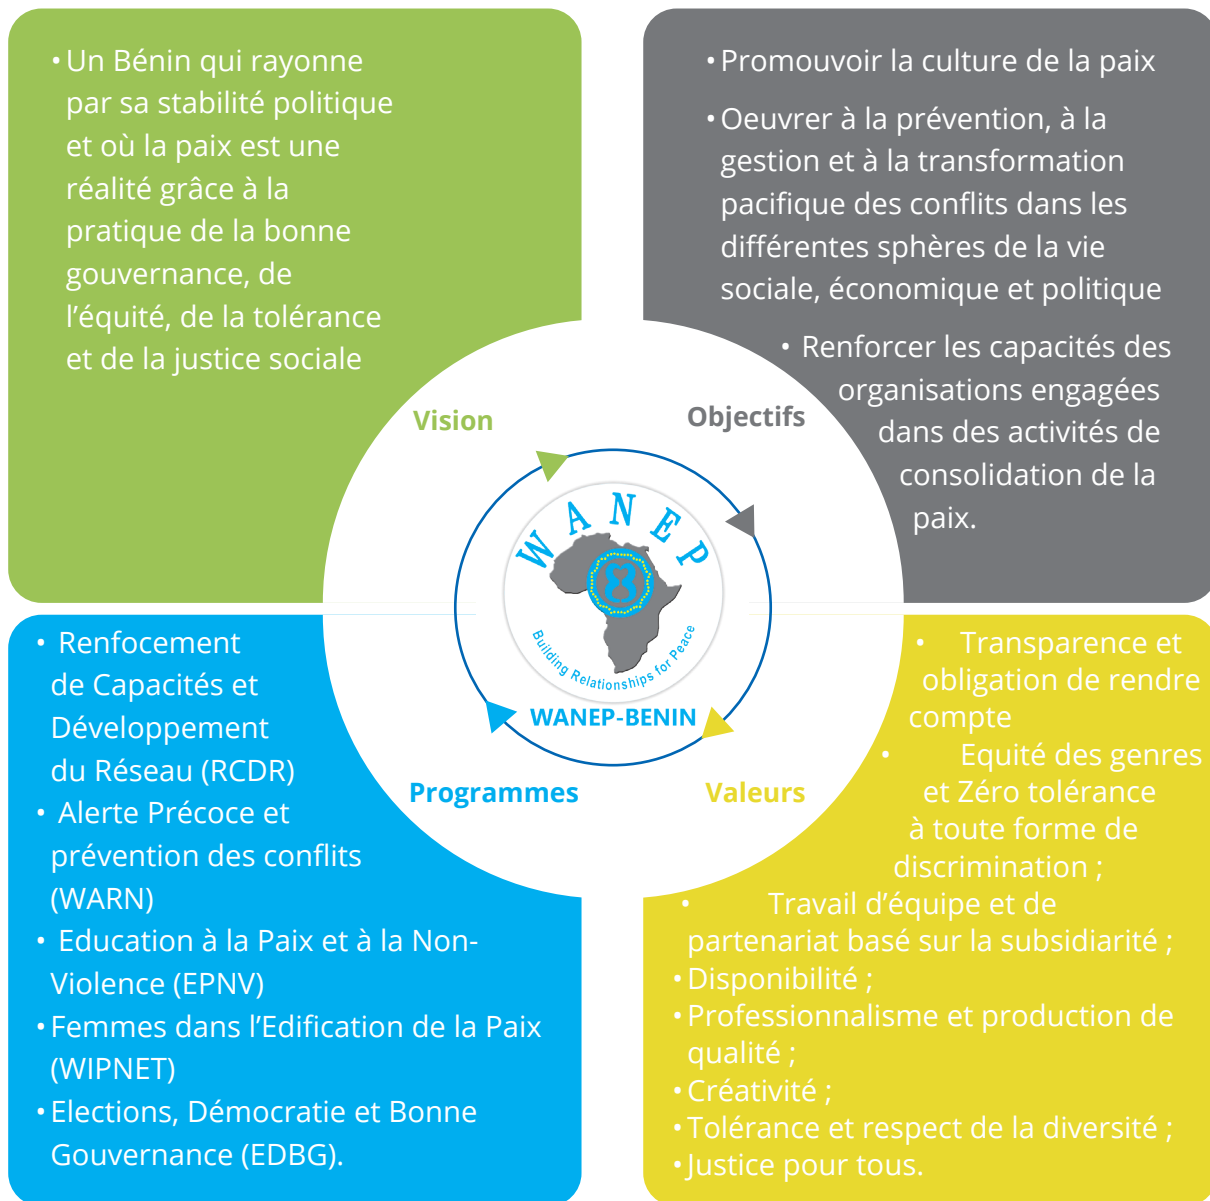 • Un Bénin qui rayonne
par sa stabilité politique
et où la paix est une
réalité grâce à la
pratique de la bonne
gouvernance, de
l’équité, de la tolérance
et de la justice sociale
• Promouvoir la culture de la paix
• Oeuvrer à la prévention, à la
gestion et à la transformation
pacifique des conflits dans les
différentes sphères de la vie
sociale, économique et politique
• Renforcer les capacités des
organisations engagées
dans des activités de
consolidation de la
paix.
Vision
Objectifs
WANEP
Building Relationships for Peace
WANEP-BENIN
Programmes
Valeurs
• Renfocement
de Capacités et
Développement
du Réseau (RCDR)
• Alerte Précoce et
prévention des conflits
(WARN)
• Education à la Paix et à la Non-
Violence (EPNV)
• Femmes dans l’Edification de la Paix
(WIPNET)
• Elections, Démocratie et Bonne
Gouvernance (EDBG).
• Transparence et
obligation de rendre
compte
• Equité des genres
et Zéro tolérance
à toute forme de
discrimination ;
• Travail d’équipe et de
partenariat basé sur la subsidiarité ;
• Disponibilité ;
• Professionnalisme et production de
qualité ;
• Créativité ;
• Tolérance et respect de la diversité ;
• Justice pour tous.